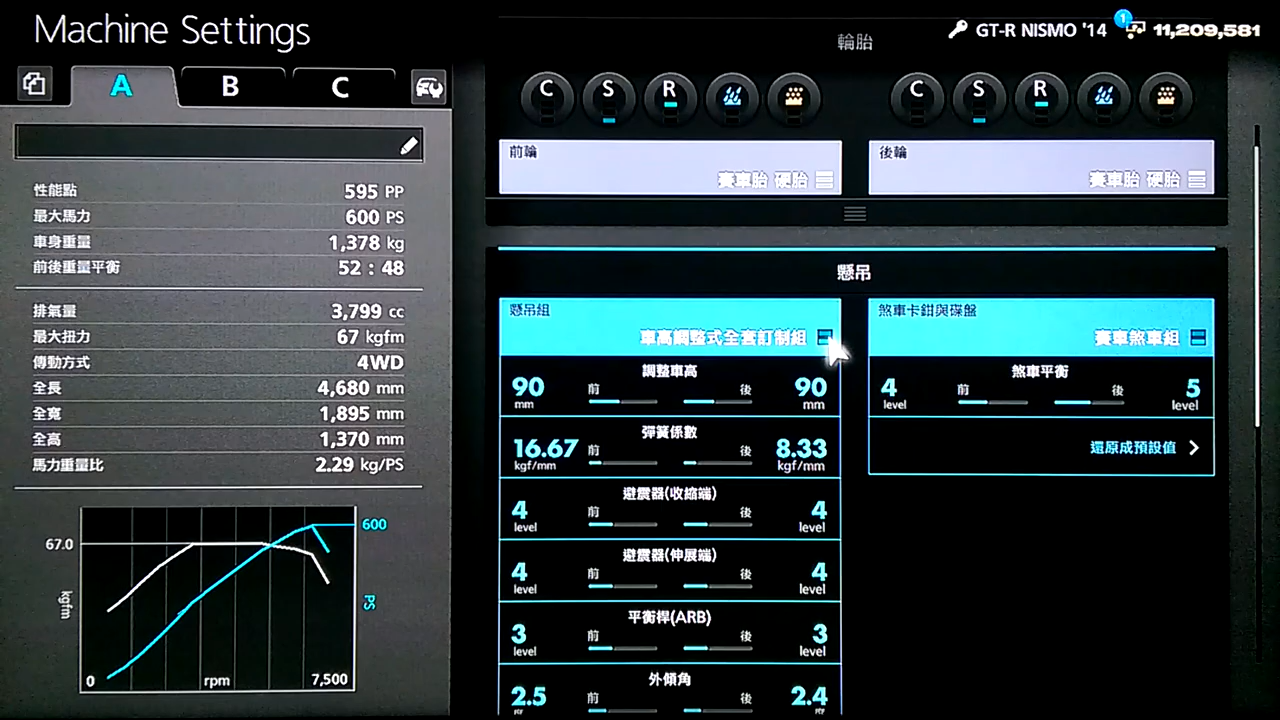 Machine Settings
輪胎
GT-R NISMO '14
1
11,209,581
A B C
C S R
C S R
前輪
賽車胎 硬胎
後輪
賽車胎 硬胎
性能點 595 PP
最大馬力 600 PS
車身重量 1,378 kg
前後重量平衡 52 : 48
排氣量 3,799 cc
最大扭力 67 kgfm
傳動方式 4WD
全長 4,680 mm
全寬 1,895 mm
全高 1,370 mm
馬力重量比 2.29 kg/PS
600
67.0
kgfm
PS
0 rpm 7,500
懸吊
懸吊組
車高調整式全套訂制組
調整車高
90 mm 前 後 90 mm
彈簧係數
16.67 kgf/mm 前 後 8.33 kgf/mm
避震器(收縮端)
4 level 前 後 4 level
避震器(伸展端)
4 level 前 後 4 level
平衡桿(ARB)
3 level 前 後 3 level
外傾角
2.5 度 前 後 2.4 度
煞車卡鉗與碟盤
賽車煞車組
煞車平衡
4 level 前 後 5 level
還原成預設值